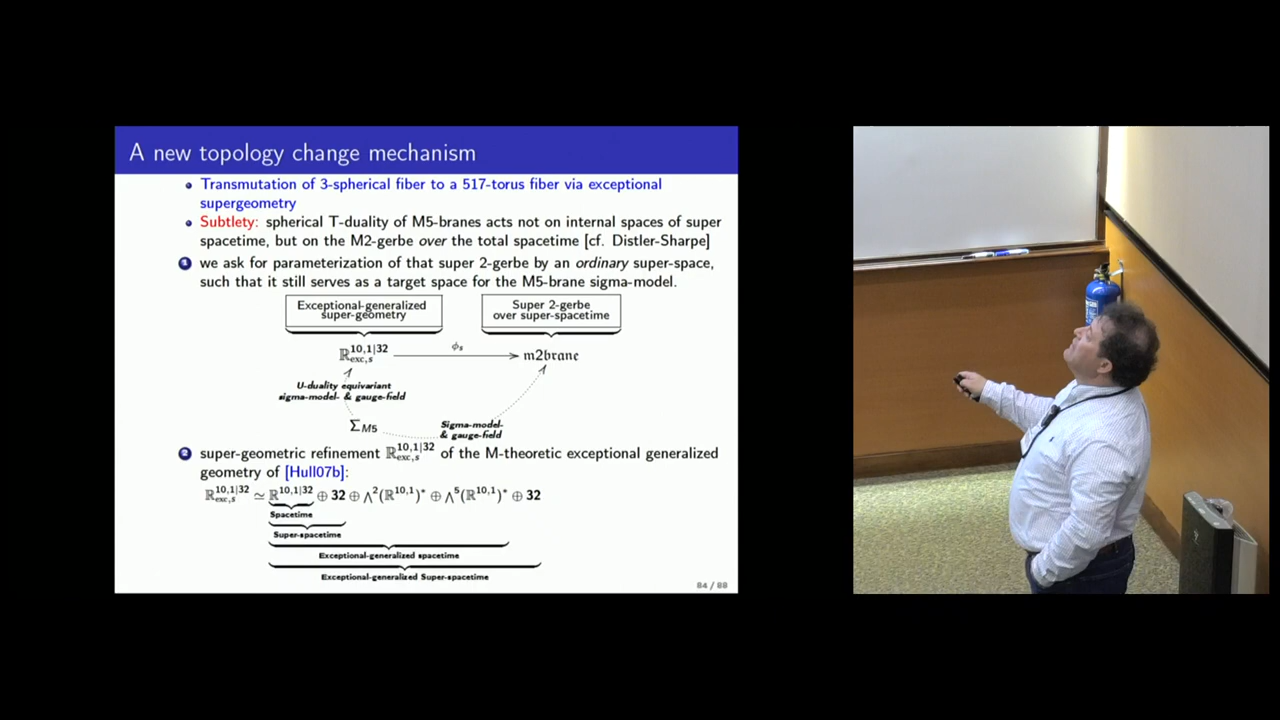 A new topology change mechanism
Transmutation of 3-spherical fiber to a 517-torus fiber via exceptional
supergeometry
Subtlety: spherical T-duality of M5-branes acts not on internal spaces of super
spacetime, but on the M2-gerbe over the total spacetime [cf. Distler-Sharpe]
1 we ask for parameterization of that super 2-gerbe by an ordinary super-space,
such that it still serves as a target space for the M5-brane sigma-model.
Exceptional-generalized
super-geometry
Super 2-gerbe
over super-spacetime
ℝ^{10,1|32}_{exc,s} ϕ_s 𝔪2𝔟𝔯𝔞𝔫𝔢
U-duality equivariant
sigma-model- & gauge-field
Σ_{M5}
Sigma-model-
& gauge-field
2 super-geometric refinement ℝ^{10,1|32}_{exc,s} of the M-theoretic exceptional generalized
geometry of [Hull07b]:
ℝ^{10,1|32}_{exc,s} ≃ ℝ^{10,1|32} ⊕ 32 ⊕ ∧²(ℝ^{10,1})* ⊕ ∧⁵(ℝ^{10,1})* ⊕ 32
Spacetime
Super-spacetime
Exceptional-generalized spacetime
Exceptional-generalized Super-spacetime
84 / 88